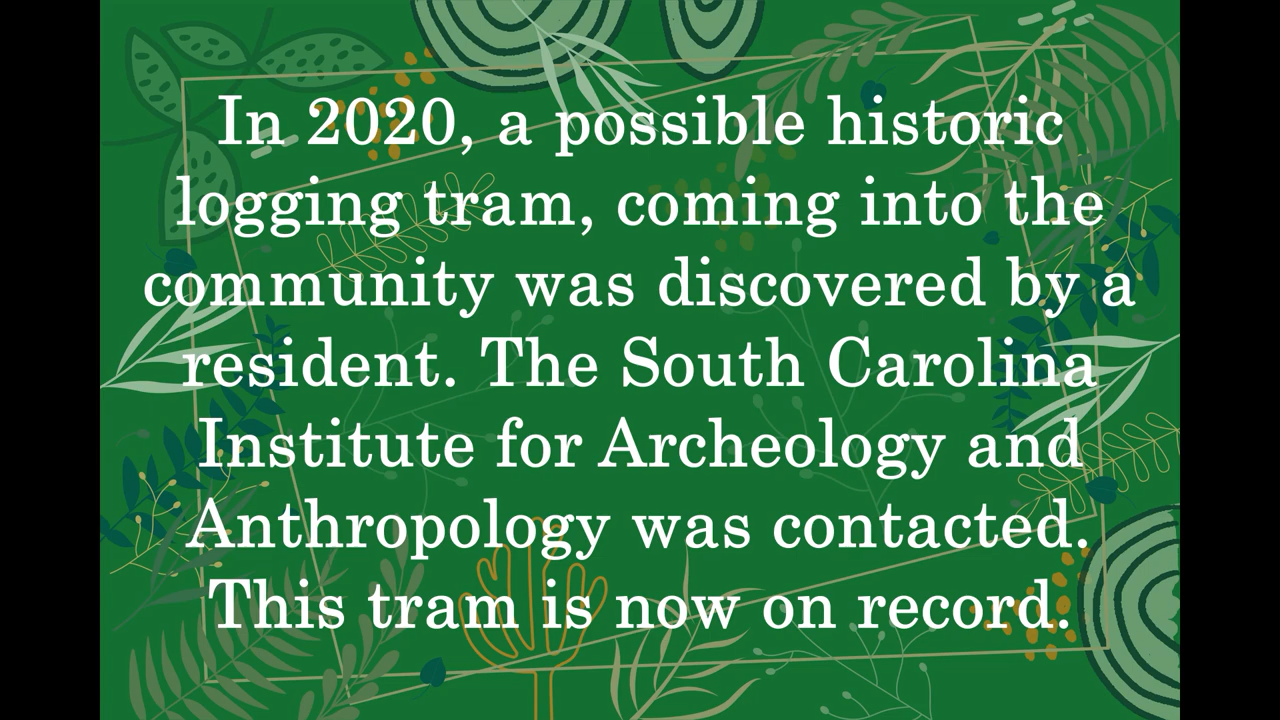 In 2020, a possible historic
logging tram, coming into the
community was discovered by a
resident. The South Carolina
Institute for Archeology and
Anthropology was contacted.
This tram is now on record.